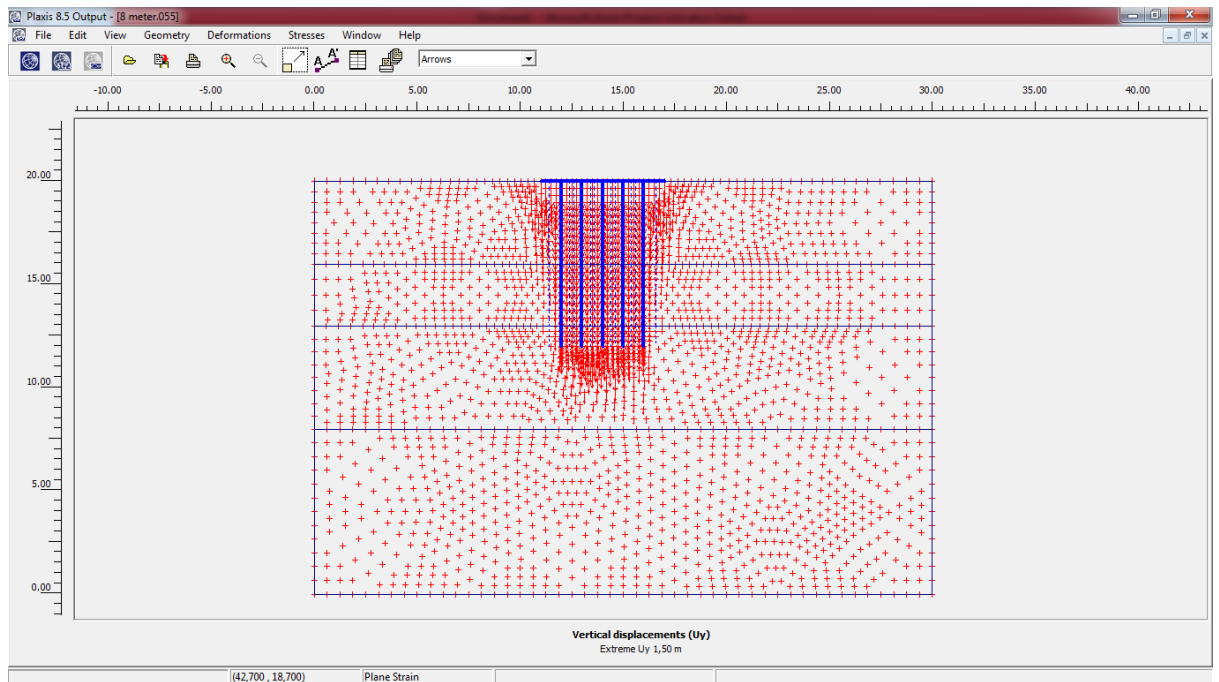 Plaxis 8.5 Output - [8 meter.055]
File Edit View Geometry Deformations Stresses Window Help
A A' Arrows
-10.00 -5.00 0.00 5.00 10.00 15.00 20.00 25.00 30.00 35.00 40.00
20.00
15.00
10.00
5.00
0.00
Vertical displacements (Uy)
Extreme Uy 1,50 m
(42,700 , 18,700) Plane Strain